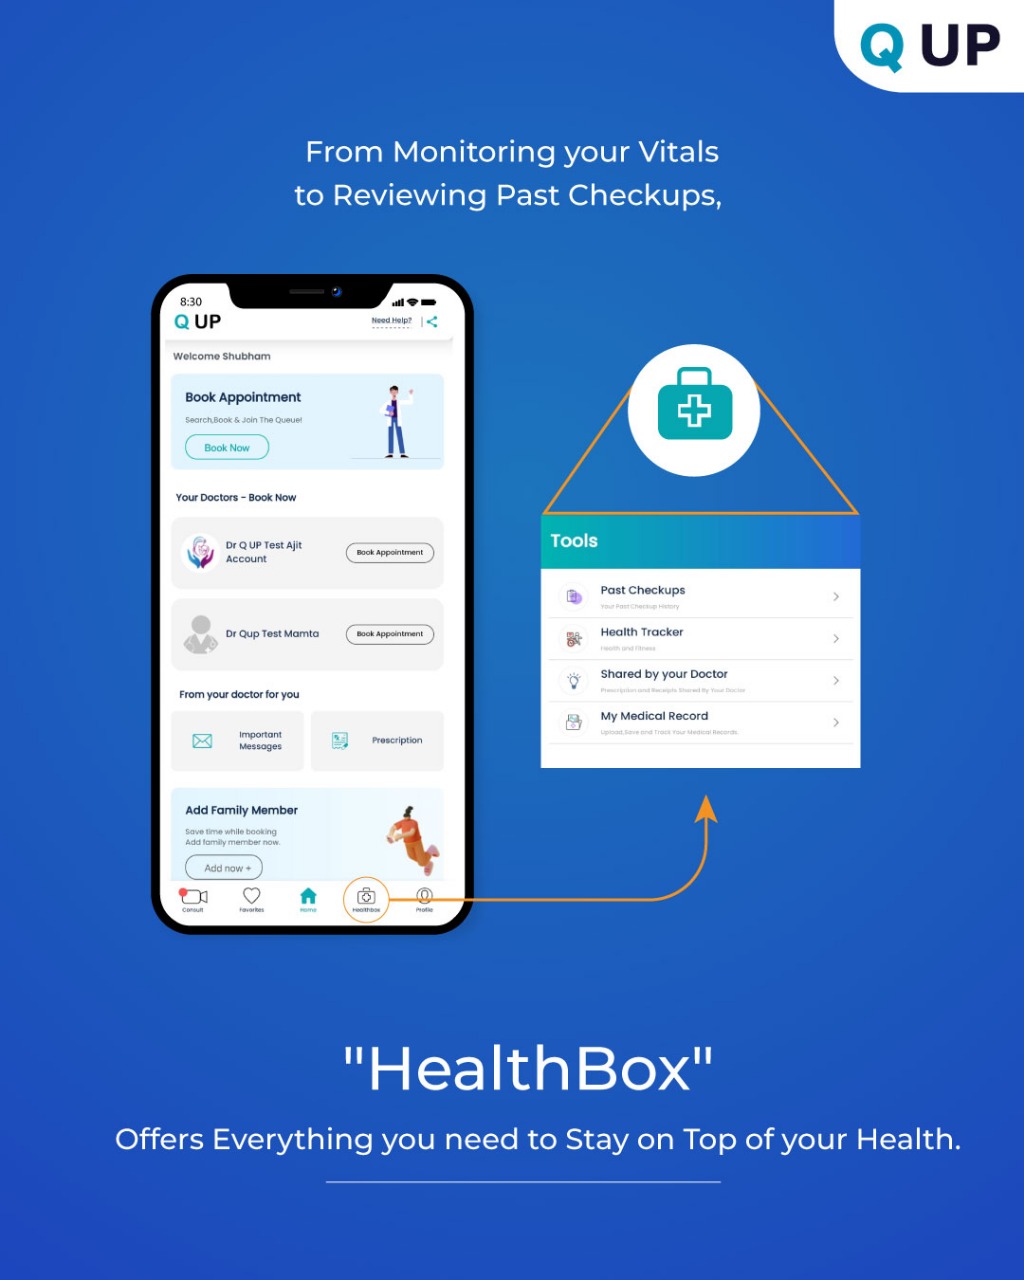 Q UP
From Monitoring your Vitals
to Reviewing Past Checkups,
8:30
Q UP
Need Help?
Welcome Shubham
Book Appointment
Search,Book & Join The Queue!
Book Now
Your Doctors - Book Now
Dr Q UP Test Ajit
Account
Book Appointment
Dr Qup Test Mamta
Book Appointment
From your doctor for you
Important
Messages
Prescription
Add Family Member
Save time while booking
Add family member now.
Add now +
Consult
Favorites
Home
Healthbox
Profile
Tools
Past Checkups
Your Past Checkup History
Health Tracker
Health and Fitness
Shared by your Doctor
Prescription and Receipts Shared By Your Doctor
My Medical Record
Upload,Save and Track Your Medical Records.
"HealthBox"
Offers Everything you need to Stay on Top of your Health.